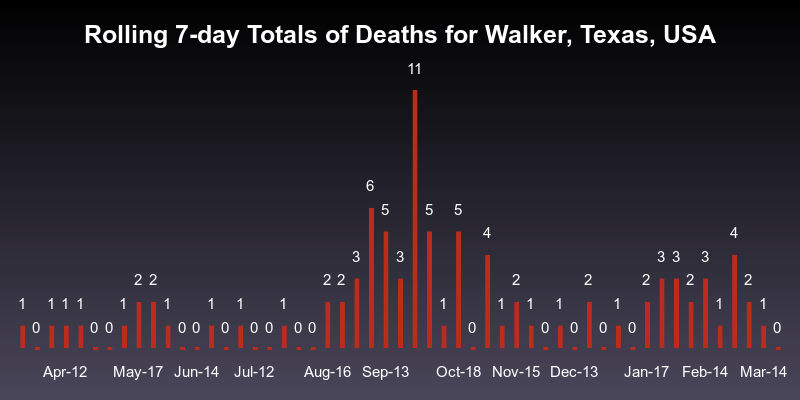 Rolling 7-day Totals of Deaths for Walker, Texas, USA
1 0 1 1 1 0 0 1 2 2 1 0 0 1 0 1 0 0 1 0 0 2 2 3 6 5 3 11 5 1 5 0 4 1 2 1 0 1 0 2 0 1 0 2 3 3 2 3 1 4 2 1 0
Apr-12 May-17 Jun-14 Jul-12 Aug-16 Sep-13 Oct-18 Nov-15 Dec-13 Jan-17 Feb-14 Mar-14